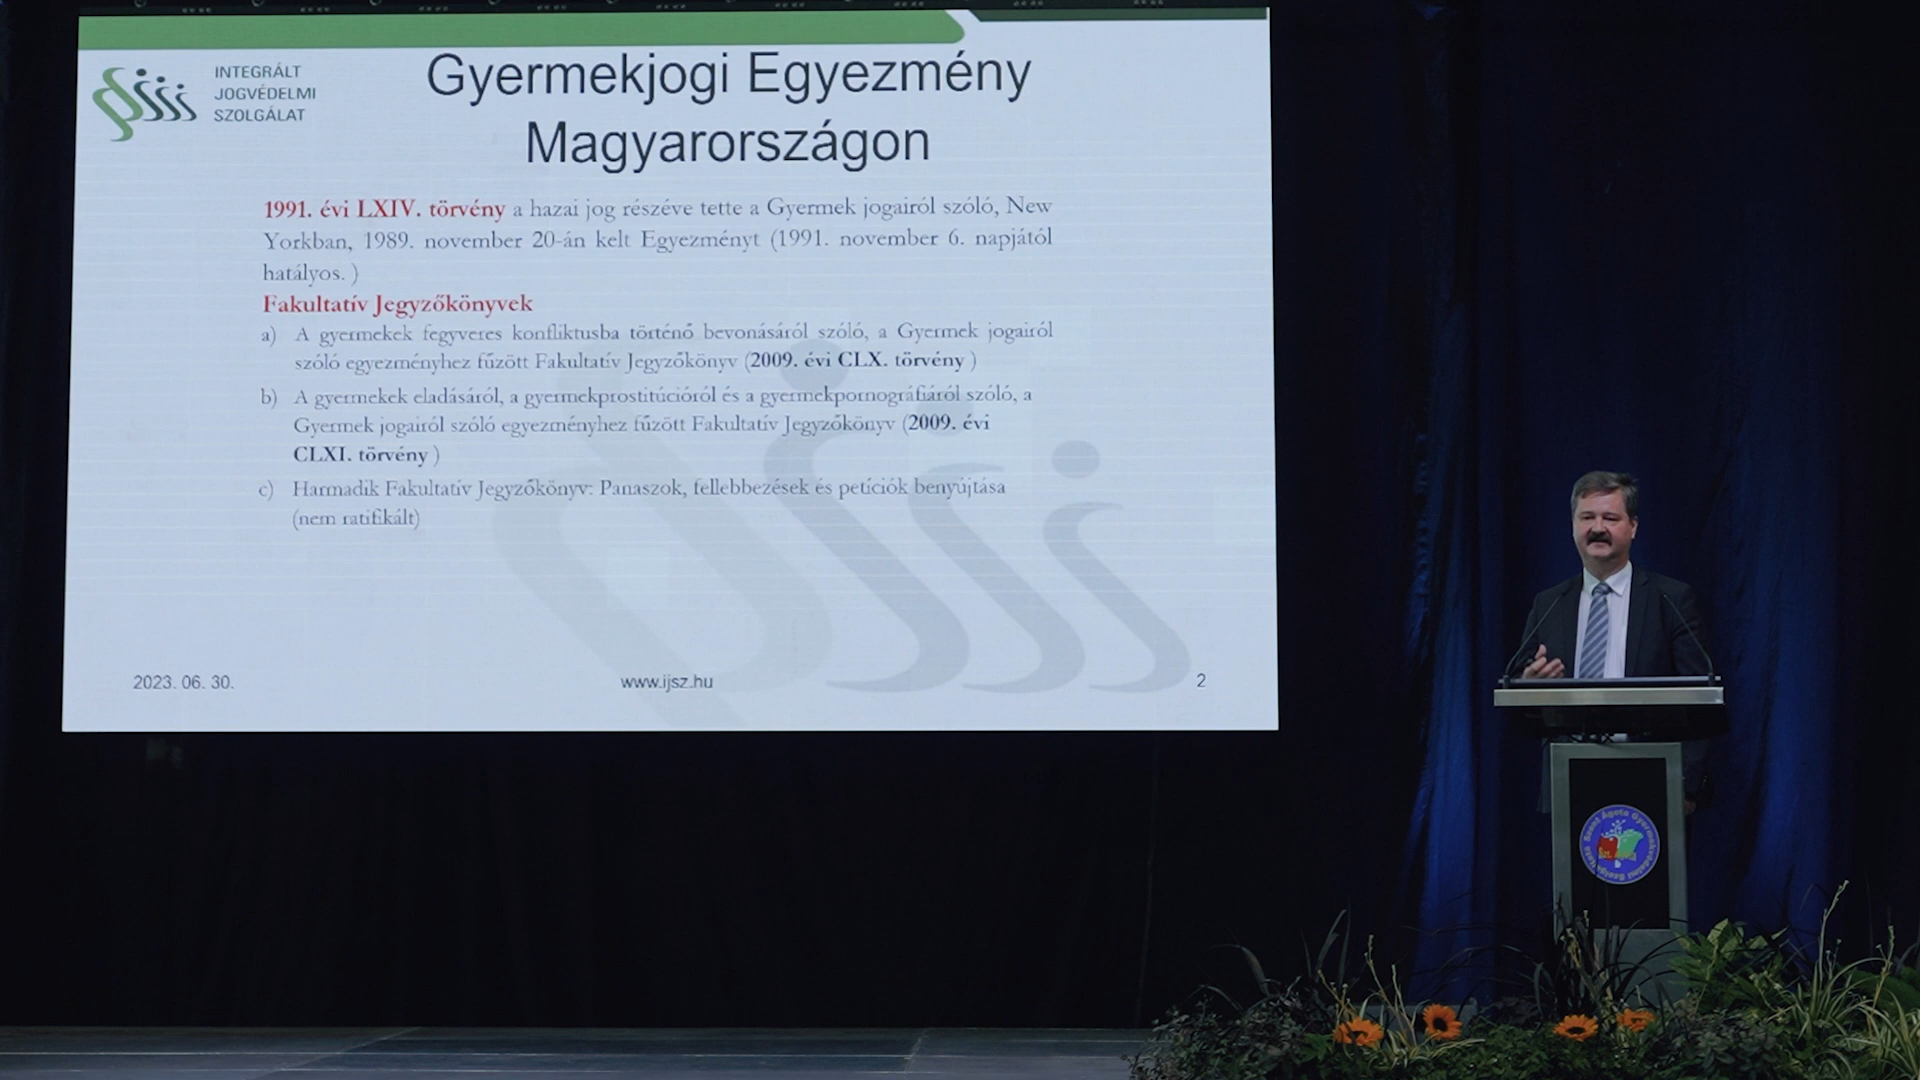 INTEGRÁLT
JOGVÉDELMI
SZOLGÁLAT
Gyermekjogi Egyezmény
Magyarországon
1991. évi LXIV. törvény a hazai jog részéve tette a Gyermek jogairól szóló, New
Yorkban, 1989. november 20-án kelt Egyezményt (1991. november 6. napjától
hatályos. )
Fakultatív Jegyzőkönyvek
a) A gyermekek fegyveres konfliktusba történő bevonásáról szóló, a Gyermek jogairól
szóló egyezményhez fűzött Fakultatív Jegyzőkönyv (2009. évi CLX. törvény )
b) A gyermekek eladásáról, a gyermekprostitúcióról és a gyermekpornográfiáról szóló, a
Gyermek jogairól szóló egyezményhez fűzött Fakultatív Jegyzőkönyv (2009. évi
CLXI. törvény )
c) Harmadik Fakultatív Jegyzőkönyv: Panaszok, fellebbezések és petíciók benyújtása
(nem ratifikált)
2023. 06. 30.
www.ijsz.hu
2
Szent Ágota Gyermekvédelmi Szolgáltató